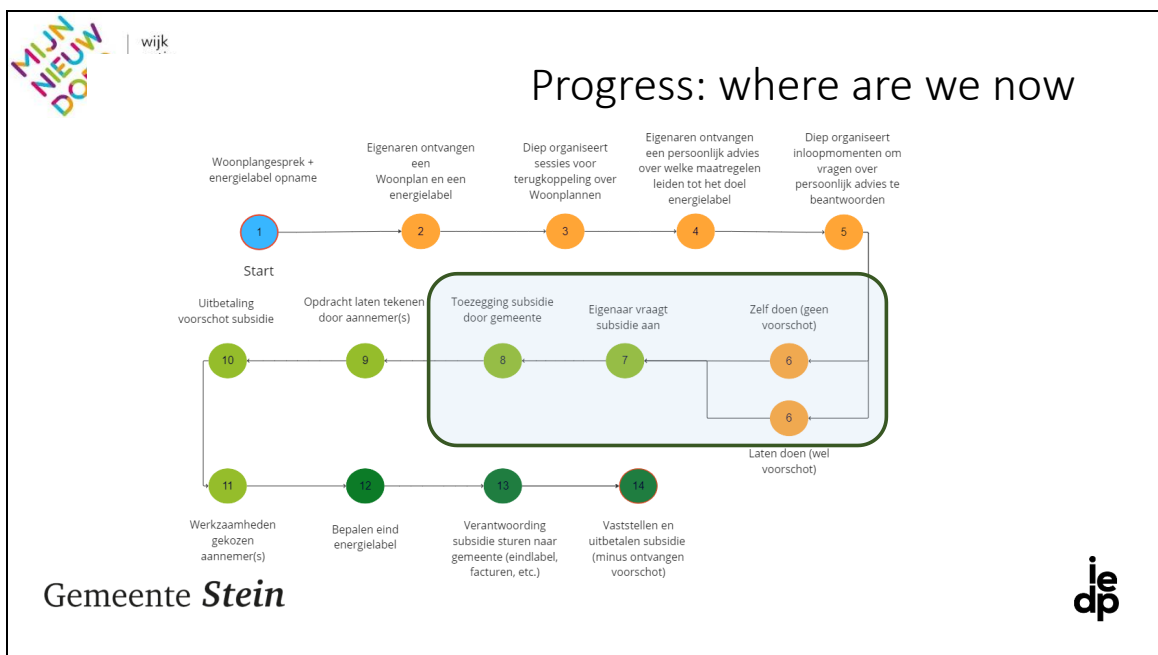 MIJN
NIEUW
wijk
Progress: where are we now
Woonplangesprek +
energielabel opname
Eigenaren ontvangen
een
Woonplan en een
energielabel
Diep organiseert
sessies voor
terugkoppeling over
Woonplannen
Eigenaren ontvangen
een persoonlijk advies
over welke maatregelen
leiden tot het doel
energielabel
Diep organiseert
inloopmomenten om
vragen over
persoonlijk advies te
beantwoorden
1
2
3
4
5
Start
Uitbetaling
voorschot subsidie
Opdracht laten tekenen
door aannemer(s)
Toezegging subsidie
door gemeente
Eigenaar vraagt
subsidie aan
Zelf doen (geen
voorschot)
10
9
8
7
6
6
Laten doen (wel
voorschot)
11
12
13
14
Werkzaamheden
gekozen
aannemer(s)
Bepalen eind
energielabel
Verantwoording
subsidie sturen naar
gemeente (eindlabel,
facturen, etc.)
Vaststellen en
uitbetalen subsidie
(minus ontvangen
voorschot)
Gemeente Stein
ie
dp